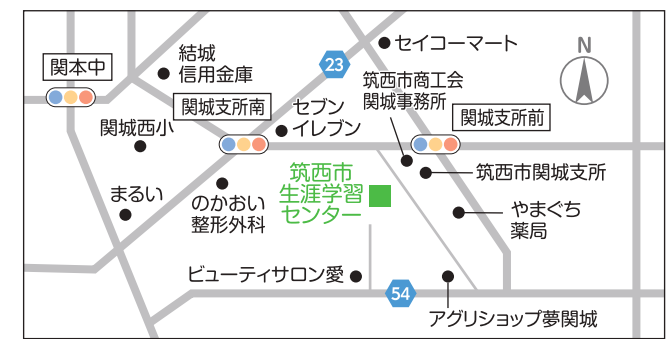 セイコーマート
N
結城
信用金庫
23
関本中
筑西市商工会
関城事務所
関城支所南
セブン
イレブン
関城支所前
関城西小
筑西市
生涯学習
センター
筑西市関城支所
まるい
のかおい
整形外科
やまぐち
薬局
ビューティサロン愛
54
アグリショップ夢関城